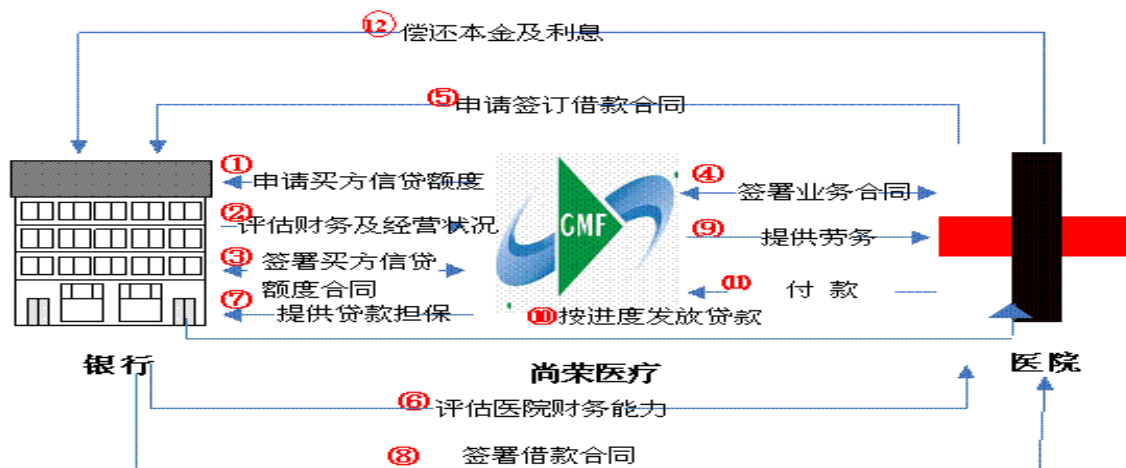 ⑫ 偿还本金及利息
⑤ 申请签订借款合同
① 申请买方信贷额度
④ 签署业务合同
② 评估财务及经营状况
GMF
⑨ 提供劳务
③ 签署买方信贷
额度合同
⑪ 付 款
⑦ 提供贷款担保
⑩ 按进度发放贷款
银行
尚荣医疗
医院
⑥ 评估医院财务能力
⑧ 签署借款合同